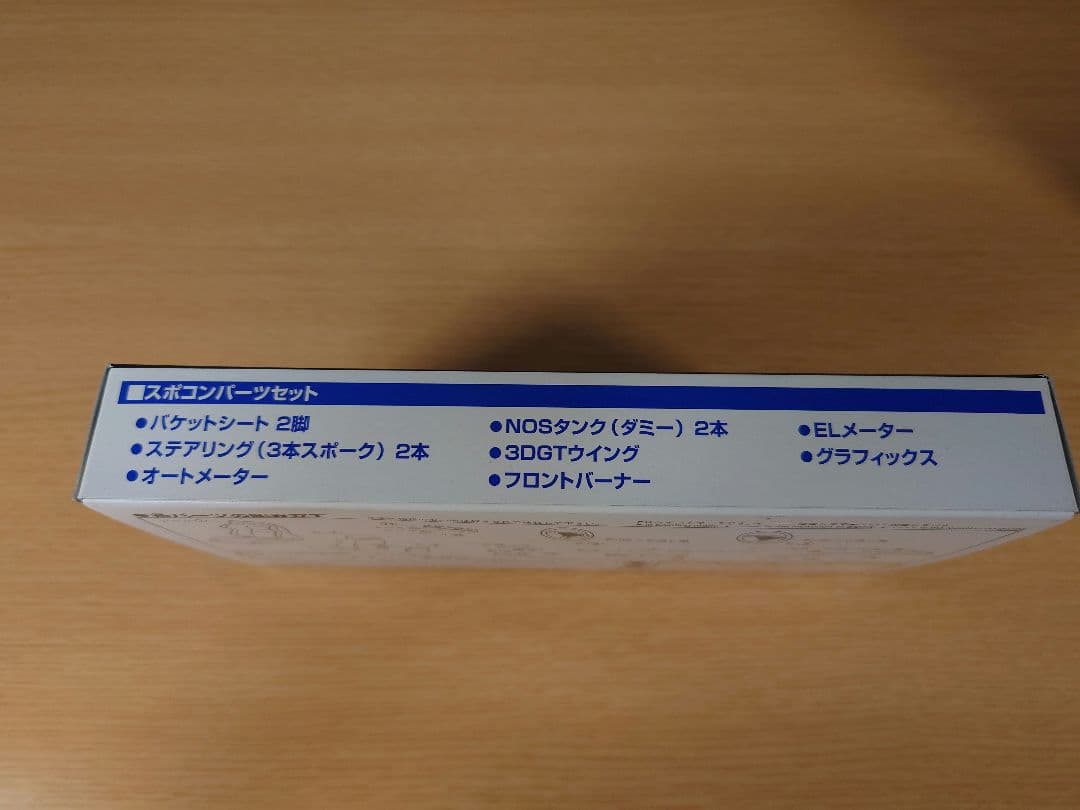 ■スポコンパーツセット
●バケットシート 2脚
●ステアリング(3本スポーク) 2本
●オートメーター
●NOSタンク(ダミー) 2本
●3DGTウイング
●フロントバーナー
●ELメーター
●グラフィックス